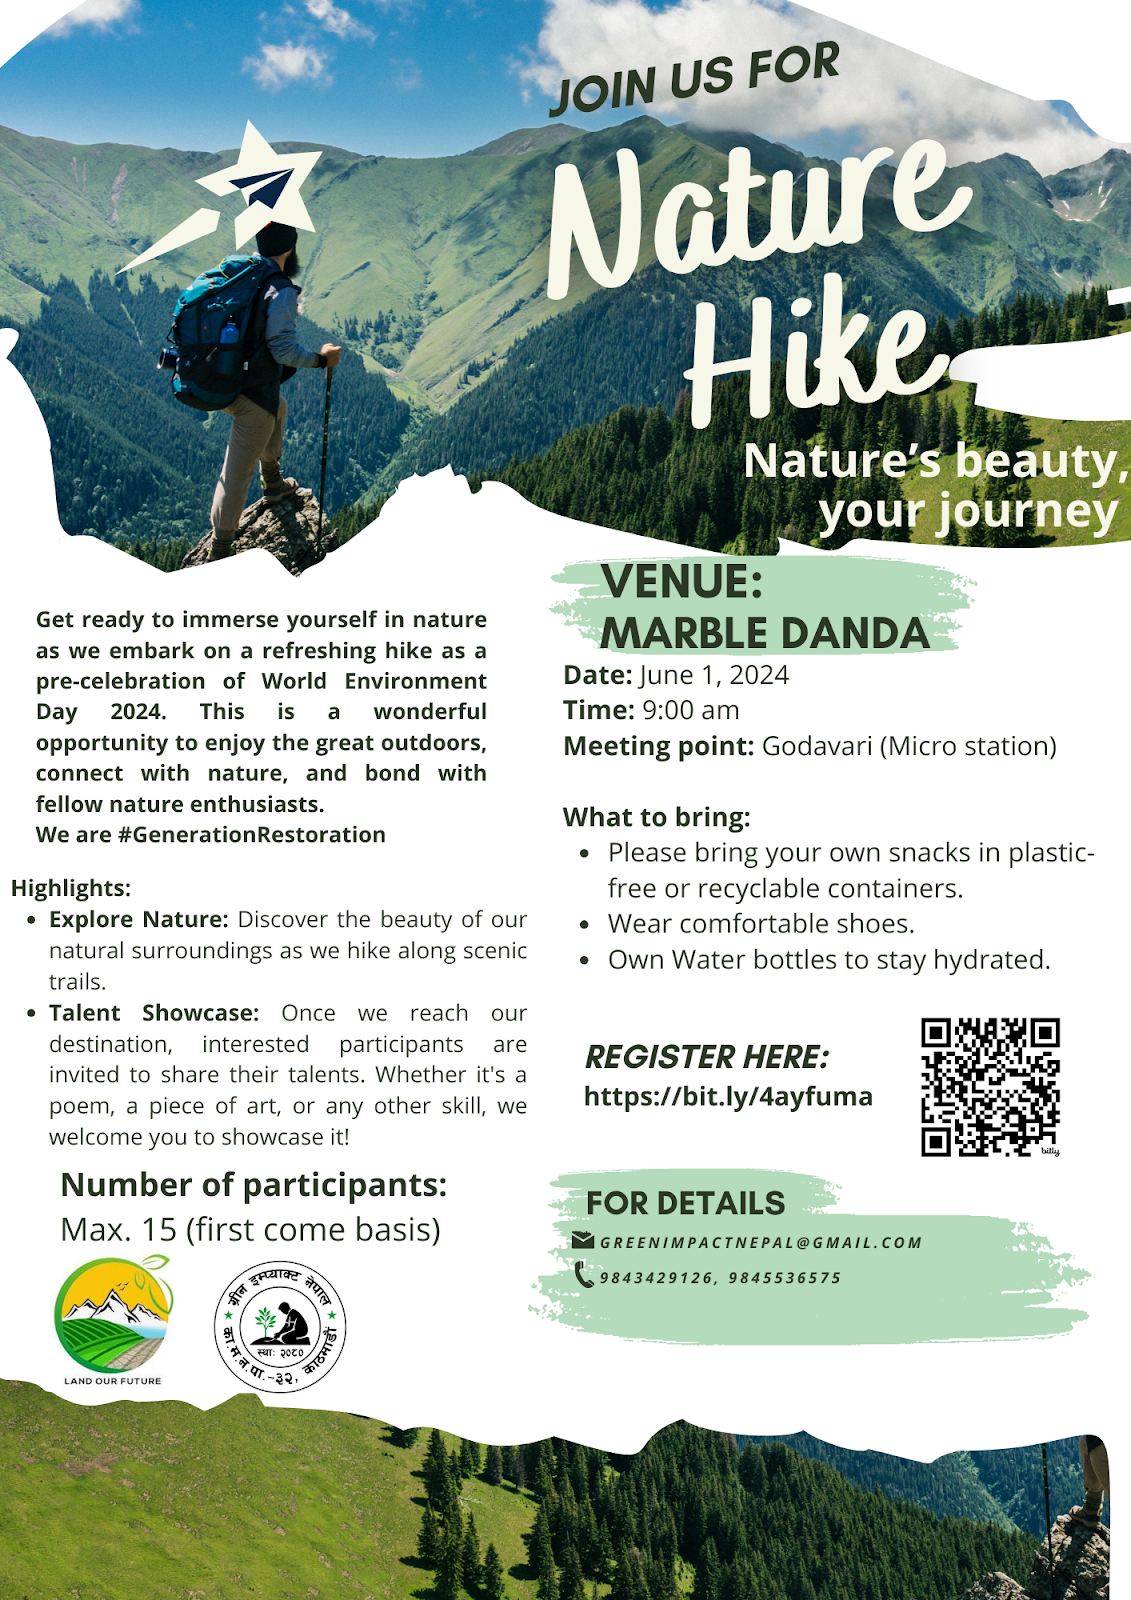 JOIN US FOR
Nature
Hike
Nature's beauty,
your journey
Get ready to immerse yourself in nature
as we embark on a refreshing hike as a
pre-celebration of World Environment
Day 2024. This is a wonderful
opportunity to enjoy the great outdoors,
connect with nature, and bond with
fellow nature enthusiasts.
We are #GenerationRestoration
Highlights:
• Explore Nature: Discover the beauty of our
natural surroundings as we hike along scenic
trails.
• Talent Showcase: Once we reach our
destination, interested participants are
invited to share their talents. Whether it's a
poem, a piece of art, or any other skill, we
welcome you to showcase it!
Number of participants:
Max. 15 (first come basis)
LAND OUR FUTURE
ग्रीन इम्प्याक्ट नेपाल
स्था: २०८०
का.म.न.पा.-३२, काठमाडौं
VENUE:
MARBLE DANDA
Date: June 1, 2024
Time: 9:00 am
Meeting point: Godavari (Micro station)
What to bring:
• Please bring your own snacks in plastic-
free or recyclable containers.
• Wear comfortable shoes.
• Own Water bottles to stay hydrated.
REGISTER HERE:
https://bit.ly/4ayfuma
bitly
FOR DETAILS
GREENIMPACTNEPAL@GMAIL.COM
9843429126, 9845536575